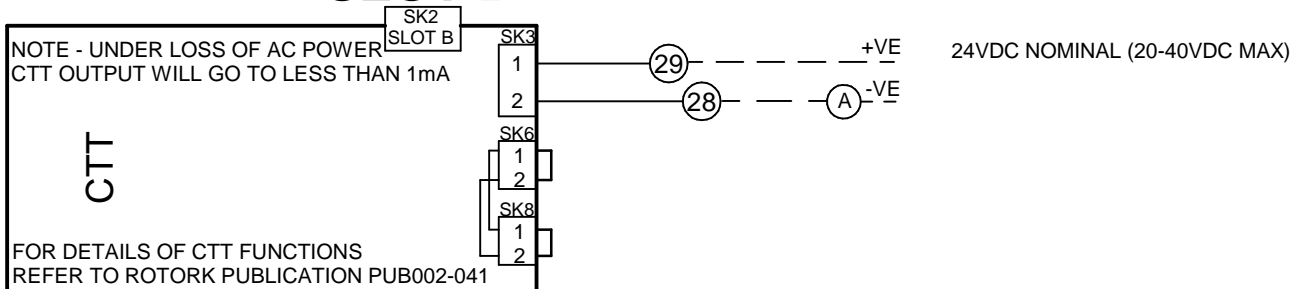 SK2
SLOT B
NOTE - UNDER LOSS OF AC POWER
CTT OUTPUT WILL GO TO LESS THAN 1mA
SK3
1
2
29
+VE
24VDC NOMINAL (20-40VDC MAX)
28
A
-VE
CTT
SK6
1
2
SK8
1
2
FOR DETAILS OF CTT FUNCTIONS
REFER TO ROTORK PUBLICATION PUB002-041